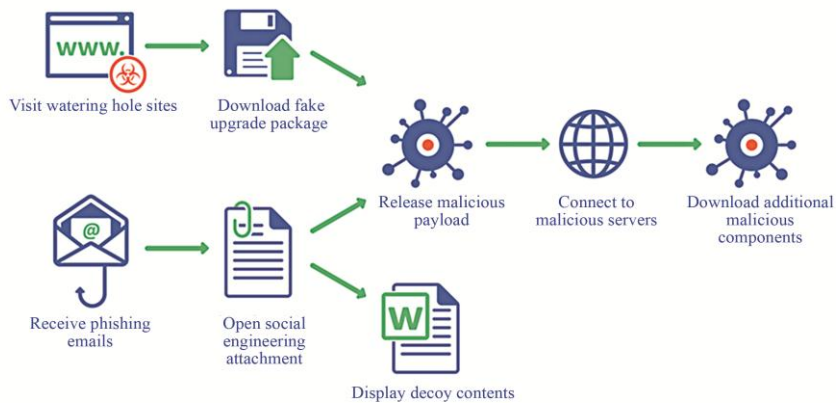 www.
Visit watering hole sites
Download fake
upgrade package
Release malicious
payload
Connect to
malicious servers
Download additional
malicious
components
@
Receive phishing
emails
Open social
engineering
attachment
W
Display decoy contents